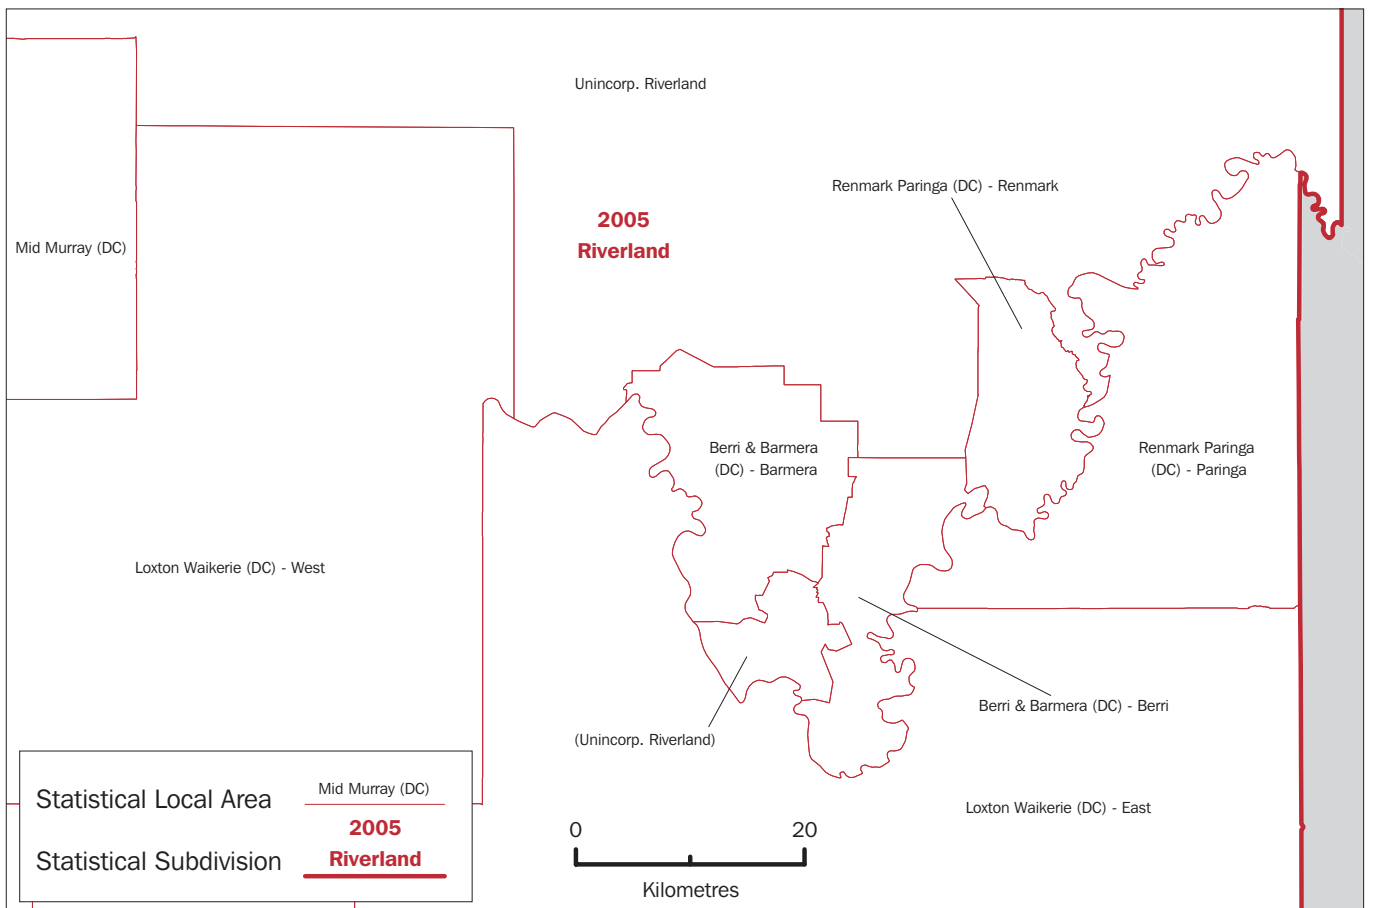 Unincorp. Riverland
Renmark Paringa (DC) - Renmark
2005
Riverland
Mid Murray (DC)
Berri & Barmera
(DC) - Barmera
Renmark Paringa
(DC) - Paringa
Loxton Waikerie (DC) - West
Berri & Barmera (DC) - Berri
(Unincorp. Riverland)
Loxton Waikerie (DC) - East
Statistical Local Area
Mid Murray (DC)
2005
Riverland
Statistical Subdivision
0 20
Kilometres